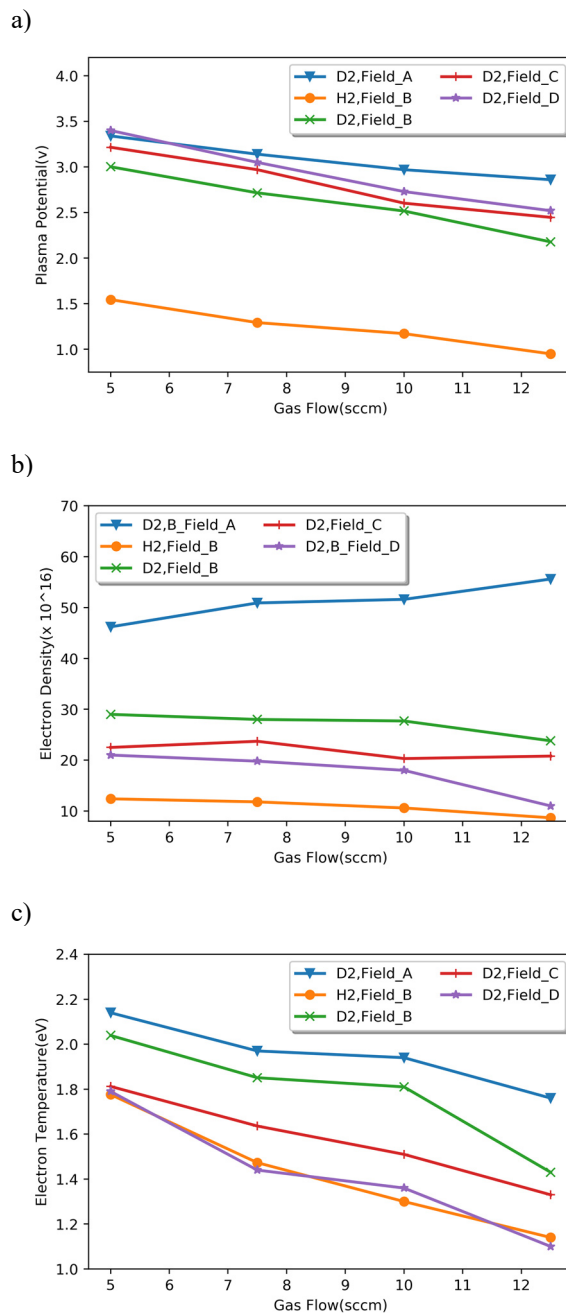 a)
4.0
3.5
3.0
2.5
2.0
1.5
1.0
Plasma Potential(v)
D2,Field_A
H2,Field_B
D2,Field_B
D2,Field_C
D2,Field_D
5 6 7 8 9 10 11 12
Gas Flow(sccm)
b)
70
60
50
40
30
20
10
Electron Density(x 10^16)
D2,B_Field_A
H2,Field_B
D2,Field_B
D2,Field_C
D2,B_Field_D
5 6 7 8 9 10 11 12
Gas Flow(sccm)
c)
2.4
2.2
2.0
1.8
1.6
1.4
1.2
1.0
Electron Temperature(eV)
D2,Field_A
H2,Field_B
D2,Field_B
D2,Field_C
D2,Field_D
5 6 7 8 9 10 11 12
Gas Flow(sccm)